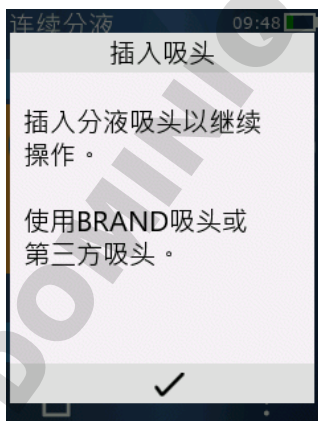 连续分液 09:48
插入吸头
插入分液吸头以继续
操作。
使用BRAND吸头或
第三方吸头。
DOMINIQ